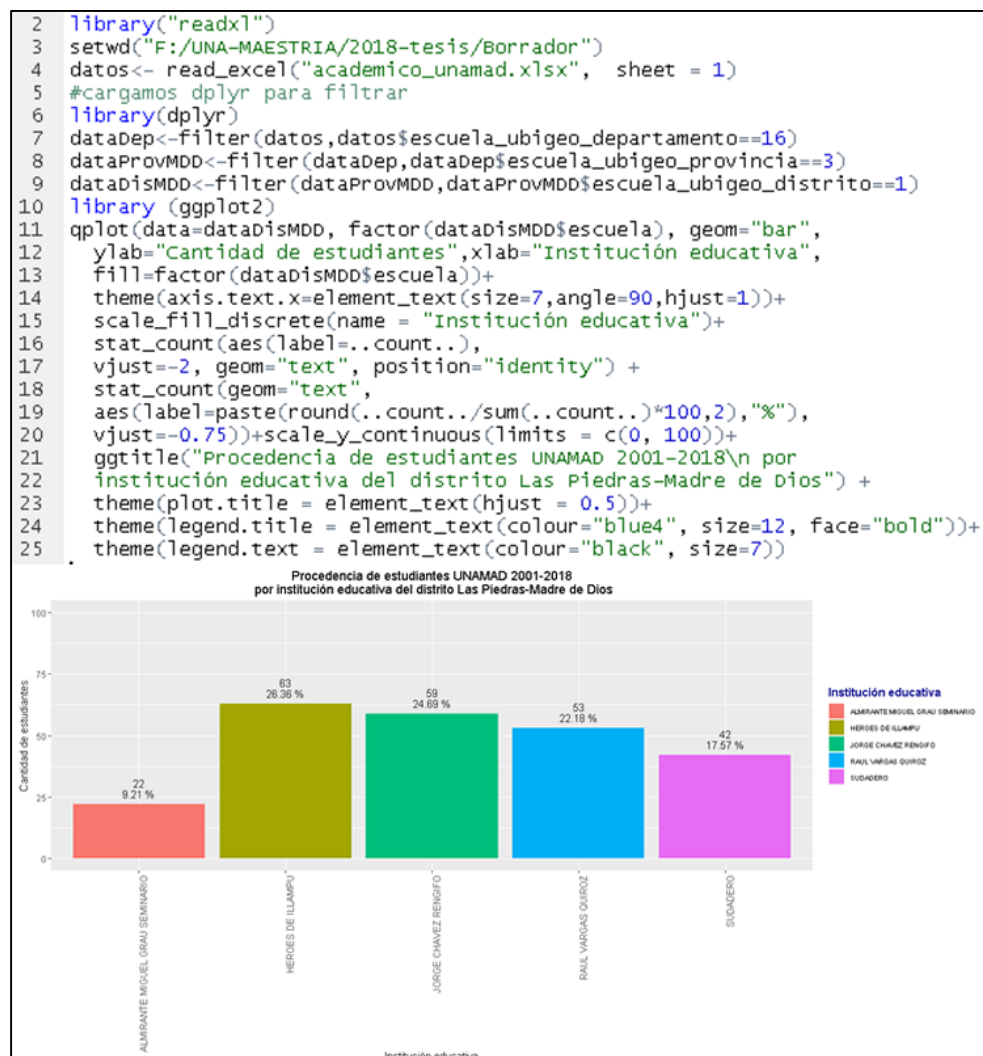 2 library("readxl")
3 setwd("F:/UNA-MAESTRIA/2018-tesis/Borrador")
4 datos<- read_excel("academico_unamad.xlsx",  sheet = 1)
5 #cargamos dplyr para filtrar
6 library(dplyr)
7 dataDep<-filter(datos,datos$escuela_ubigeo_departamento==16)
8 dataProvMDD<-filter(dataDep,dataDep$escuela_ubigeo_provincia==3)
9 dataDisMDD<-filter(dataProvMDD,dataProvMDD$escuela_ubigeo_distrito==1)
10 library (ggplot2)
11 qplot(data=dataDisMDD, factor(dataDisMDD$escuela), geom="bar",
12 ylab="Cantidad de estudiantes",xlab="Institución educativa",
13 fill=factor(dataDisMDD$escuela))+
14 theme(axis.text.x=element_text(size=7,angle=90,hjust=1))+
15 scale_fill_discrete(name = "Institución educativa")+
16 stat_count(aes(label=..count..),
17 vjust=-2, geom="text", position="identity") +
18 stat_count(geom="text",
19 aes(label=paste(round(..count../sum(..count..)*100,2),"%"),
20 vjust=-0.75))+scale_y_continuous(limits = c(0, 100))+
21 ggtitle("Procedencia de estudiantes UNAMAD 2001-2018\n por
22 institución educativa del distrito Las Piedras-Madre de Dios") +
23 theme(plot.title = element_text(hjust = 0.5))+
24 theme(legend.title = element_text(colour="blue4", size=12, face="bold"))+
25 theme(legend.text = element_text(colour="black", size=7))
Procedencia de estudiantes UNAMAD 2001-2018
por institución educativa del distrito Las Piedras-Madre de Dios
Cantidad de estudiantes
100
75
50
25
0
22
9.21 %
63
26.36 %
59
24.69 %
53
22.18 %
42
17.57 %
ALMIRANTE MIGUEL GRAU SEMINARIO
HEROES DE ILLAMPU
JORGE CHAVEZ RENGIFO
RAUL VARGAS QUIROZ
SUDADERO
Institución educativa
Institución educativa
ALMIRANTE MIGUEL GRAU SEMINARIO
HEROES DE ILLAMPU
JORGE CHAVEZ RENGIFO
RAUL VARGAS QUIROZ
SUDADERO